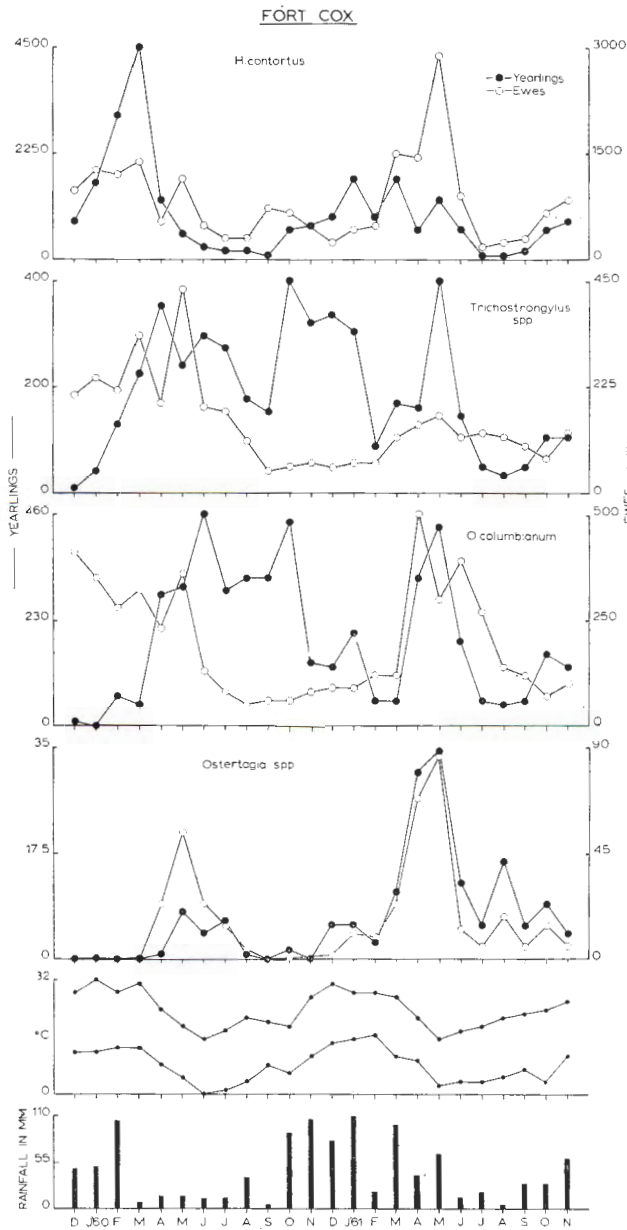 FORT COX
4500
H.contortus
3000
Yearlings
Ewes
2250
1500
0
0
400
450
Trichostrongylus
spp
200
225
0
0
YEARLINGS
460
500
O columbianum
230
250
0
0
35
90
Ostertagia spp
17.5
45
0
0
32
°C
0
RAINFALL IN MM
110
55
0
D J'60 F M A M J J A S O N D J'61 F M A M J J A S O N